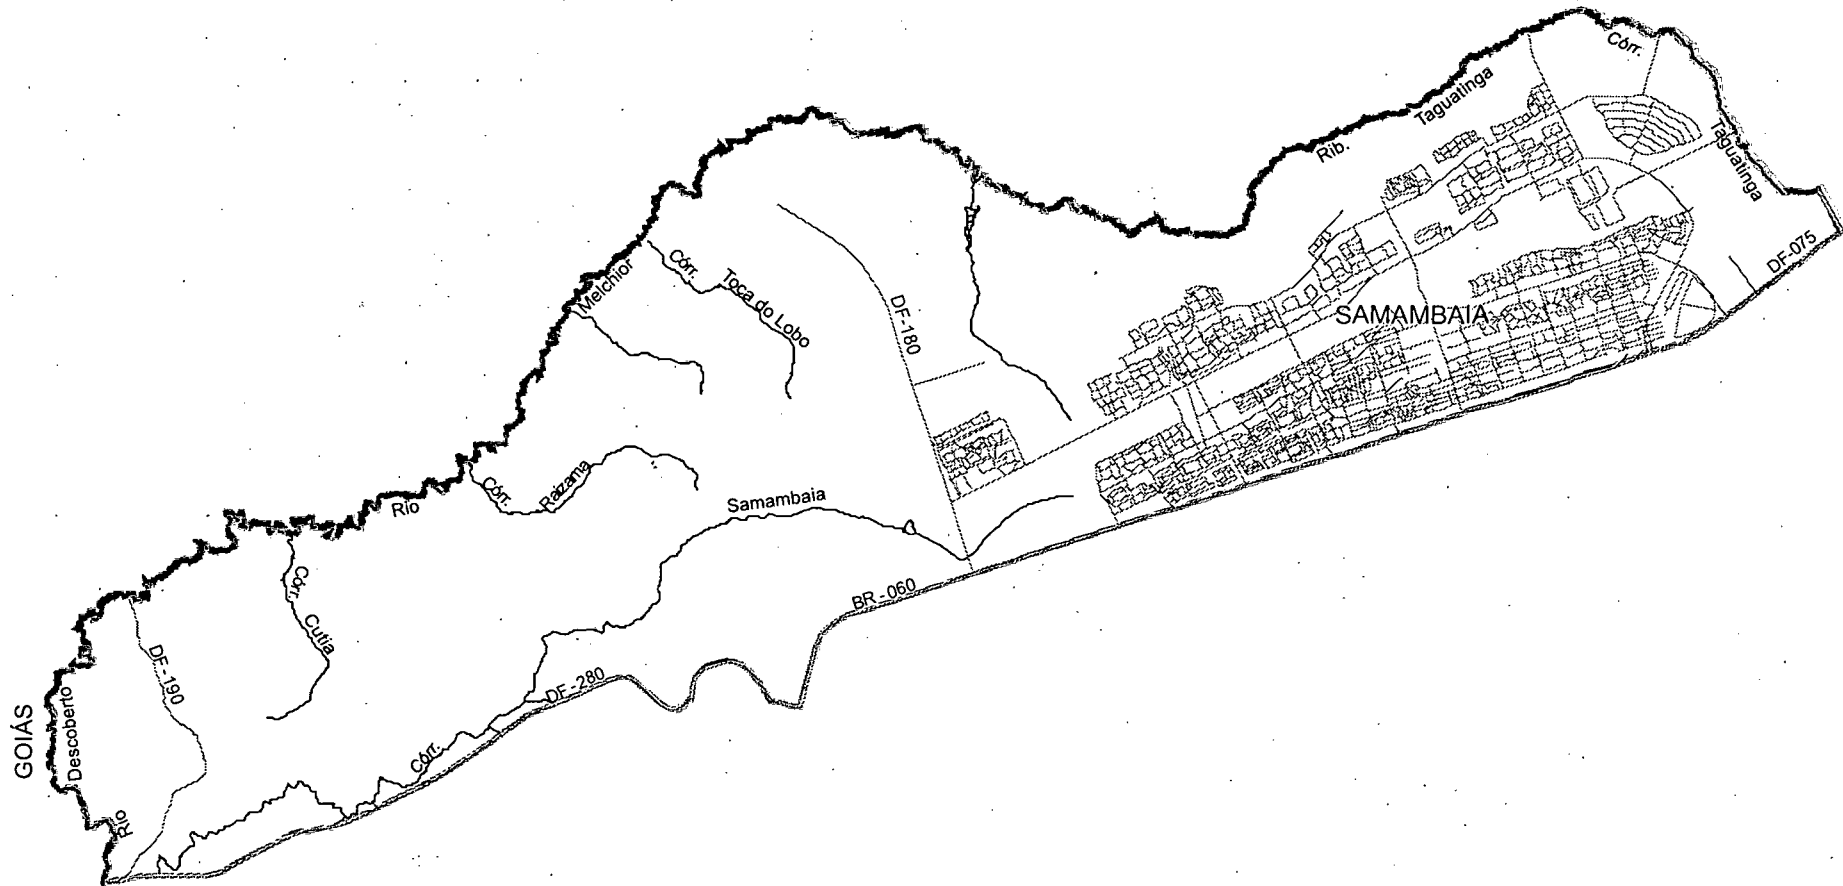 Córr.
Taguatinga
Rib.
Taguatinga
DF-075
SAMAMBAIA
Córr.
Toca do Lobo
Melchior
DF-180
Córr.
Raizama
Rio
Samambaia
BR-060
Córr.
Cutia
DF-190
DF-280
Córr.
GOIÁS
Descoberto
Rio